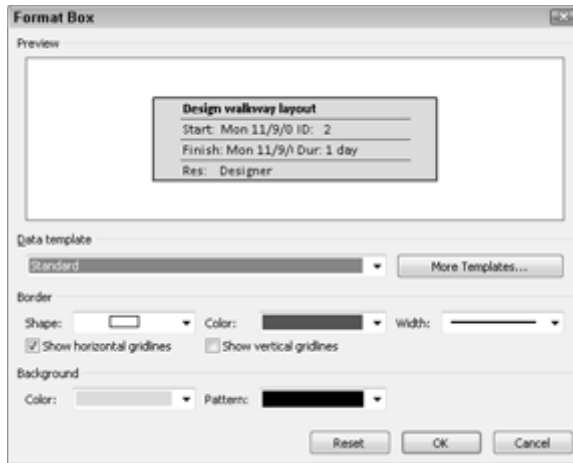 Format Box
Preview
Design walkway layout
Start: Mon 11/9/0 ID: 2
Finish: Mon 11/9/( Dur: 1 day
Res: Designer
Data template
Standard
More Templates...
Border
Shape:
Color:
Width:
Show horizontal gridlines
Show vertical gridlines
Background
Color:
Pattern:
Reset
OK
Cancel